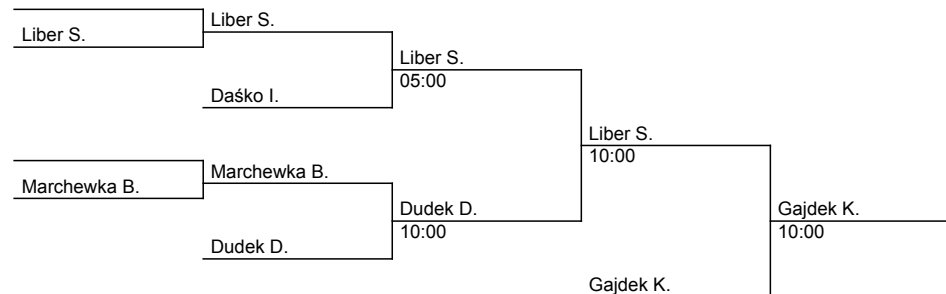 Liber S.
Liber S.
Liber S.
05:00
Daśko I.
Liber S.
10:00
Marchewka B.
Marchewka B.
Dudek D.
10:00
Gajdek K.
10:00
Dudek D.
Gajdek K.